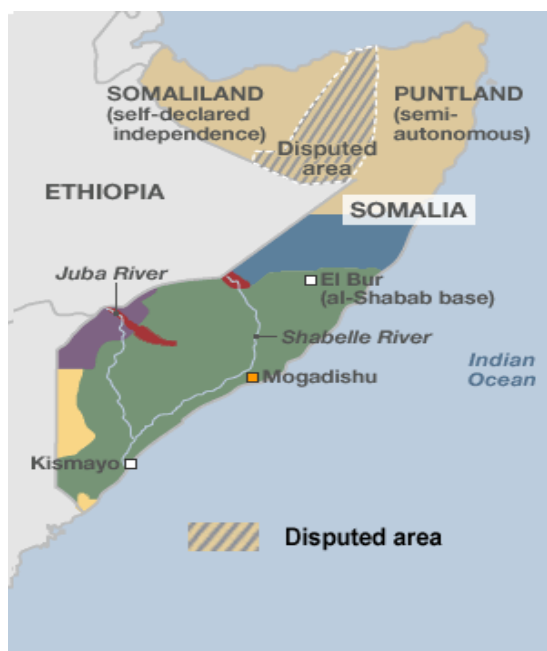 SOMALILAND
(self-declared
independence)
PUNTLAND
(semi-
autonomous)
Disputed
area
ETHIOPIA
SOMALIA
Juba River
El Bur
(al-Shabab base)
Shabelle River
Indian
Ocean
Mogadishu
Kismayo
Disputed area